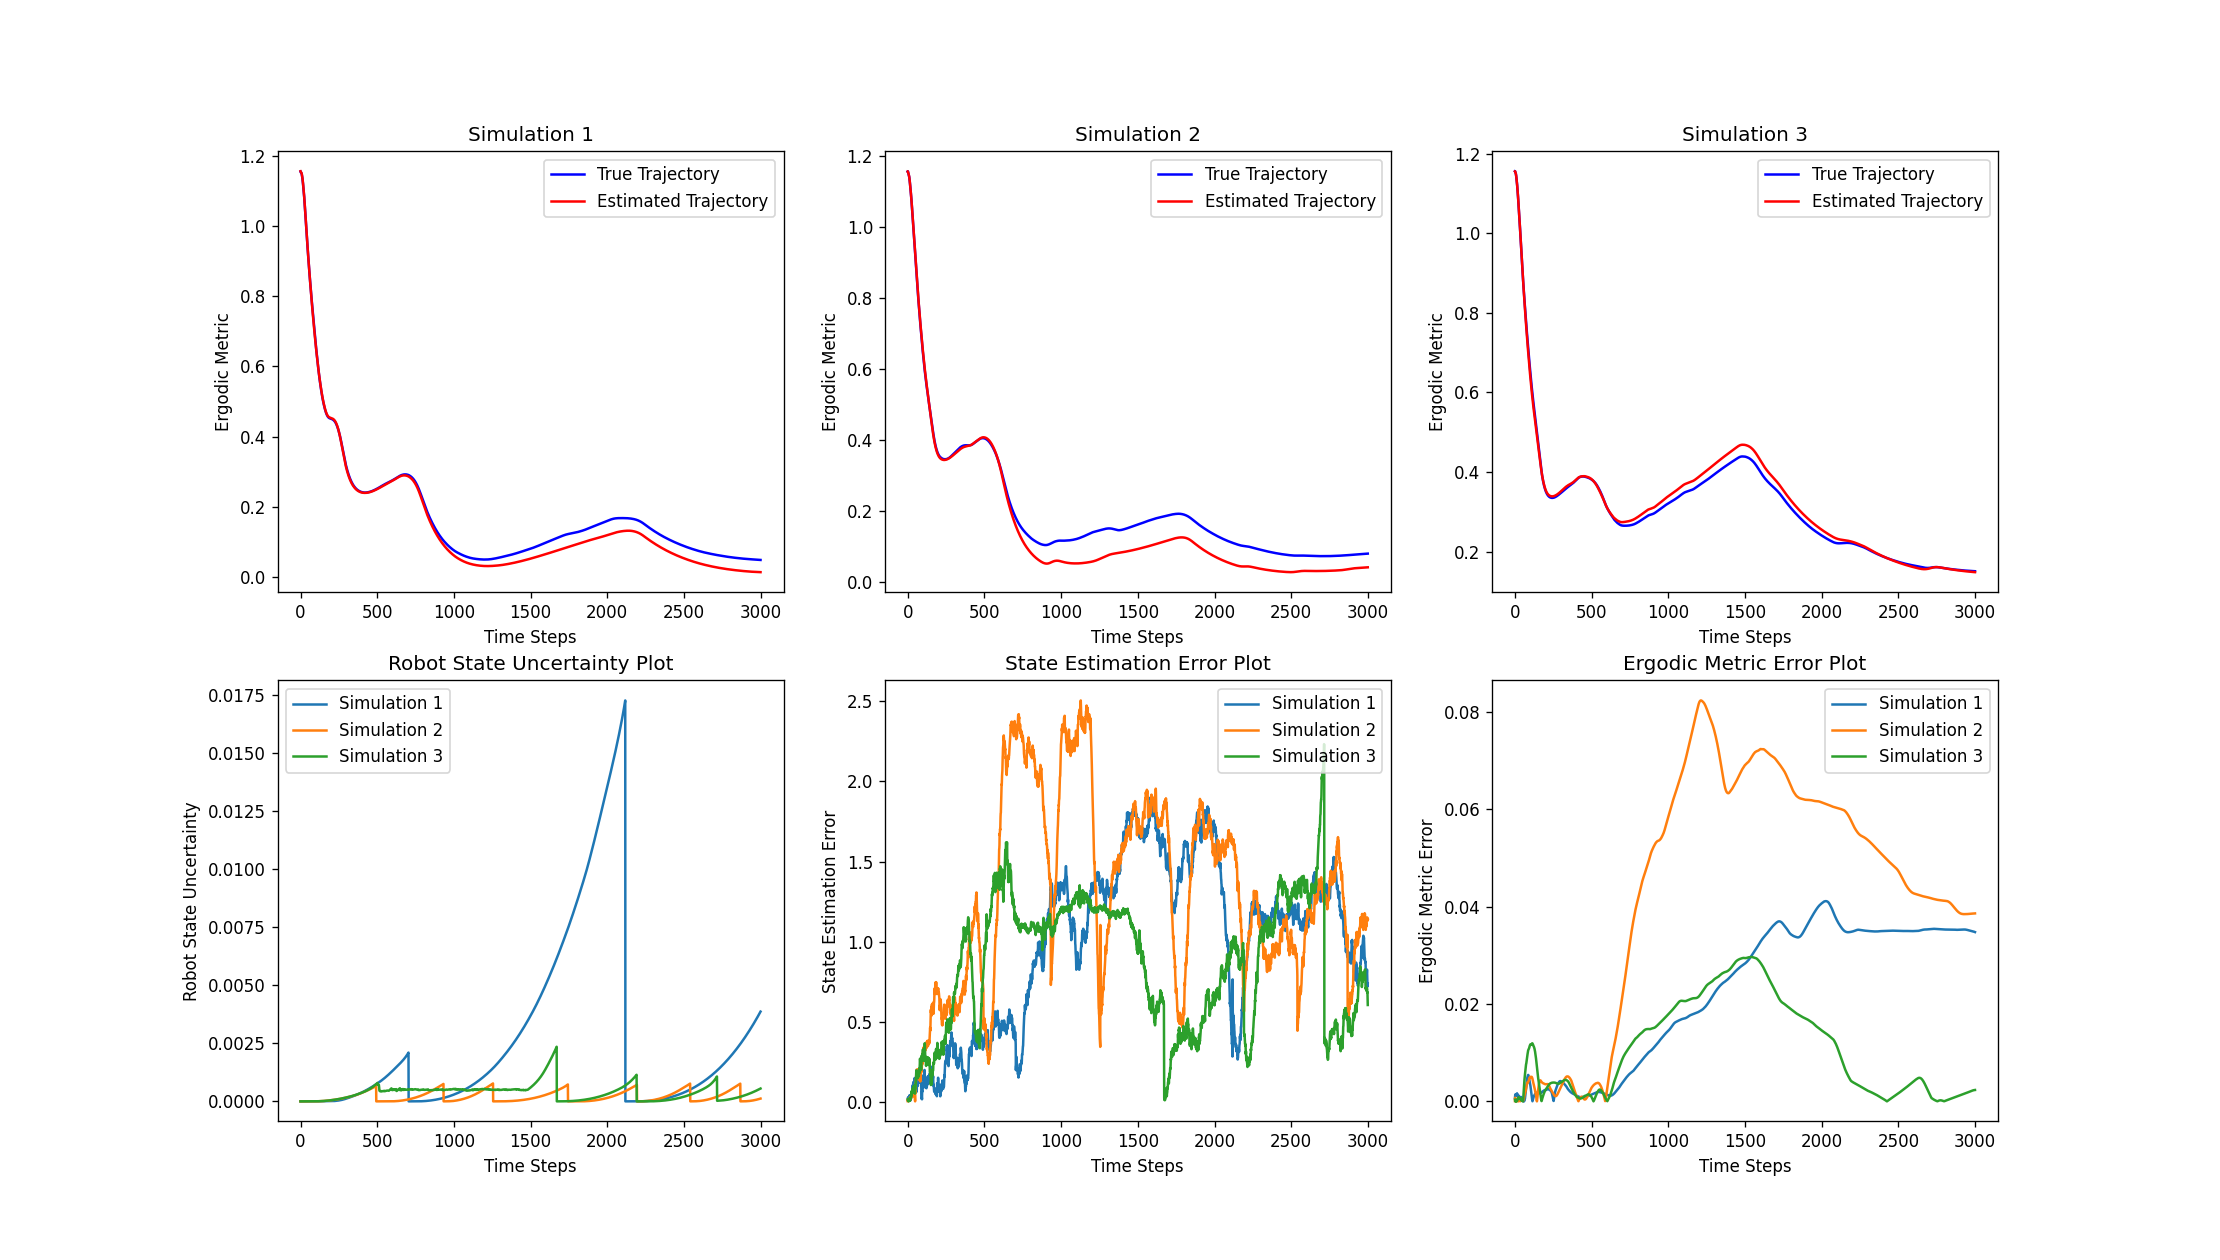 Simulation 1
Ergodic Metric
1.2
1.0
0.8
0.6
0.4
0.2
0.0
True Trajectory
Estimated Trajectory
0 500 1000 1500 2000 2500 3000
Time Steps
Simulation 2
Ergodic Metric
1.2
1.0
0.8
0.6
0.4
0.2
0.0
True Trajectory
Estimated Trajectory
0 500 1000 1500 2000 2500 3000
Time Steps
Simulation 3
Ergodic Metric
1.2
1.0
0.8
0.6
0.4
0.2
True Trajectory
Estimated Trajectory
0 500 1000 1500 2000 2500 3000
Time Steps
Robot State Uncertainty Plot
Robot State Uncertainty
0.0175
0.0150
0.0125
0.0100
0.0075
0.0050
0.0025
0.0000
Simulation 1
Simulation 2
Simulation 3
0 500 1000 1500 2000 2500 3000
Time Steps
State Estimation Error Plot
State Estimation Error
2.5
2.0
1.5
1.0
0.5
0.0
Simulation 1
Simulation 2
Simulation 3
0 500 1000 1500 2000 2500 3000
Time Steps
Ergodic Metric Error Plot
Ergodic Metric Error
0.08
0.06
0.04
0.02
0.00
Simulation 1
Simulation 2
Simulation 3
0 500 1000 1500 2000 2500 3000
Time Steps